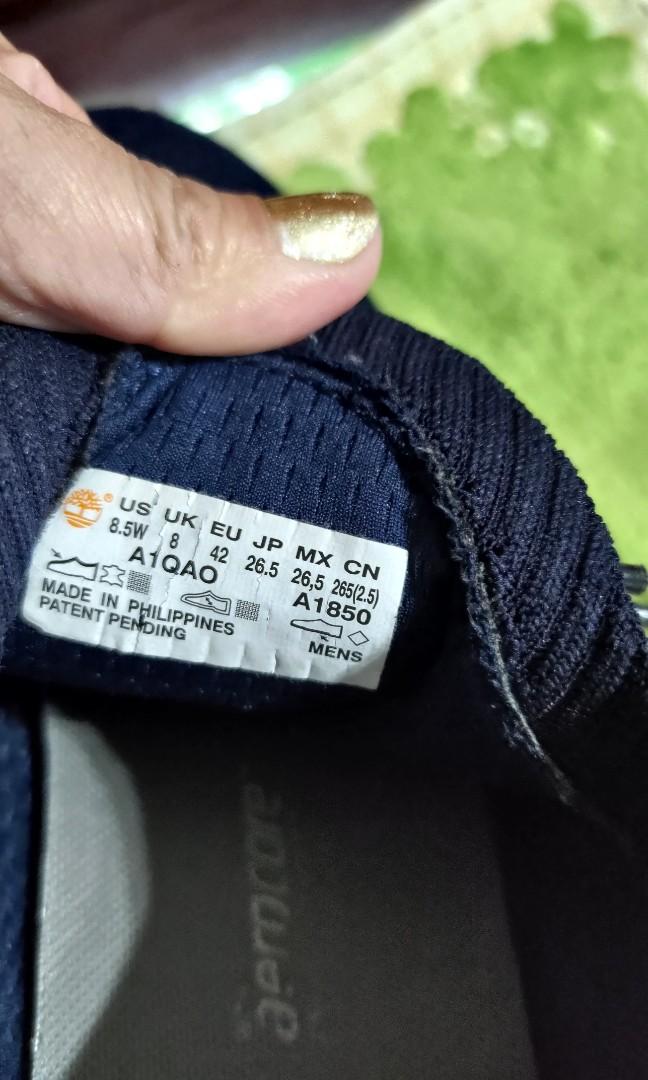 ®
US UK EU JP MX CN
8.5W 8 42 26.5 26,5 265(2.5)
A1QAO A1850
MADE IN PHILIPPINES
PATENT PENDING
MENS
aerocore